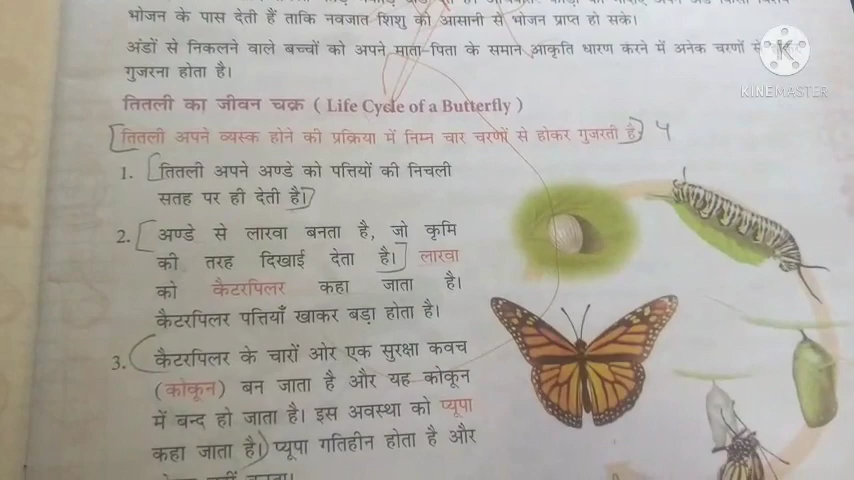 भोजन के पास देती हैं ताकि नवजात शिशु को आसानी से भोजन प्राप्त हो सके।
अंडों से निकलने वाले बच्चों को अपने माता-पिता के समान आकृति धारण करने में अनेक चरणों में
गुजरना होता है।
KINEMASTER
तितली का जीवन चक्र ( Life Cycle of a Butterfly )
तितली अपने व्यस्क होने की प्रक्रिया में निम्न चार चरणों से होकर गुजरती है। 4
1. तितली अपने अण्डे को पत्तियों की निचली
सतह पर ही देती है।
2. अण्डे से लारवा बनता है, जो कृमि
की तरह दिखाई देता है। लारवा
को कैटरपिलर कहा जाता है।
कैटरपिलर पत्तियाँ खाकर बड़ा होता है।
3. कैटरपिलर के चारों ओर एक सुरक्षा कवच
(कोकून) बन जाता है और यह कोकून
में बन्द हो जाता है। इस अवस्था को प्यूपा
कहा जाता है। प्यूपा गतिहीन होता है और